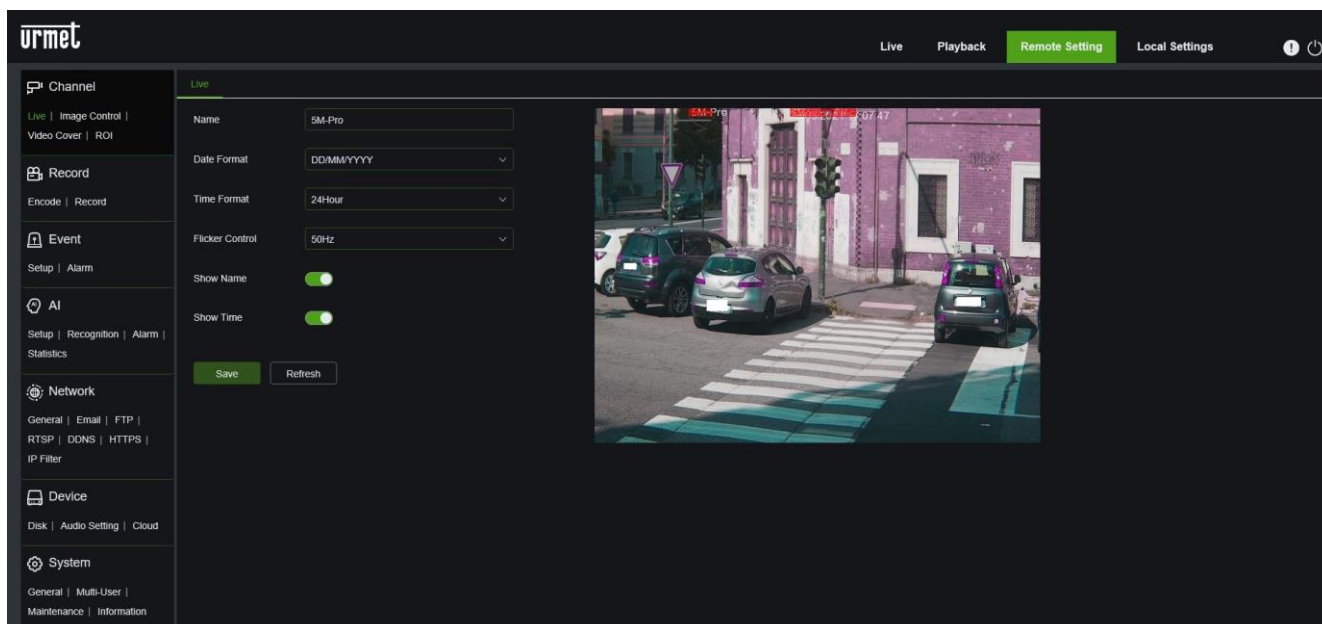 urmet
Live Playback Remote Setting Local Settings
Channel
Live | Image Control |
Video Cover | ROI
Record
Encode | Record
Event
Setup | Alarm
AI
Setup | Recognition | Alarm |
Statistics
Network
General | Email | FTP |
RTSP | DDNS | HTTPS |
IP Filter
Device
Disk | Audio Setting | Cloud
System
General | Multi-User |
Maintenance | Information
Live
Name 5M-Pro
Date Format DD/MM/YYYY
Time Format 24Hour
Flicker Control 50Hz
Show Name
Show Time
Save Refresh
5M-Pro